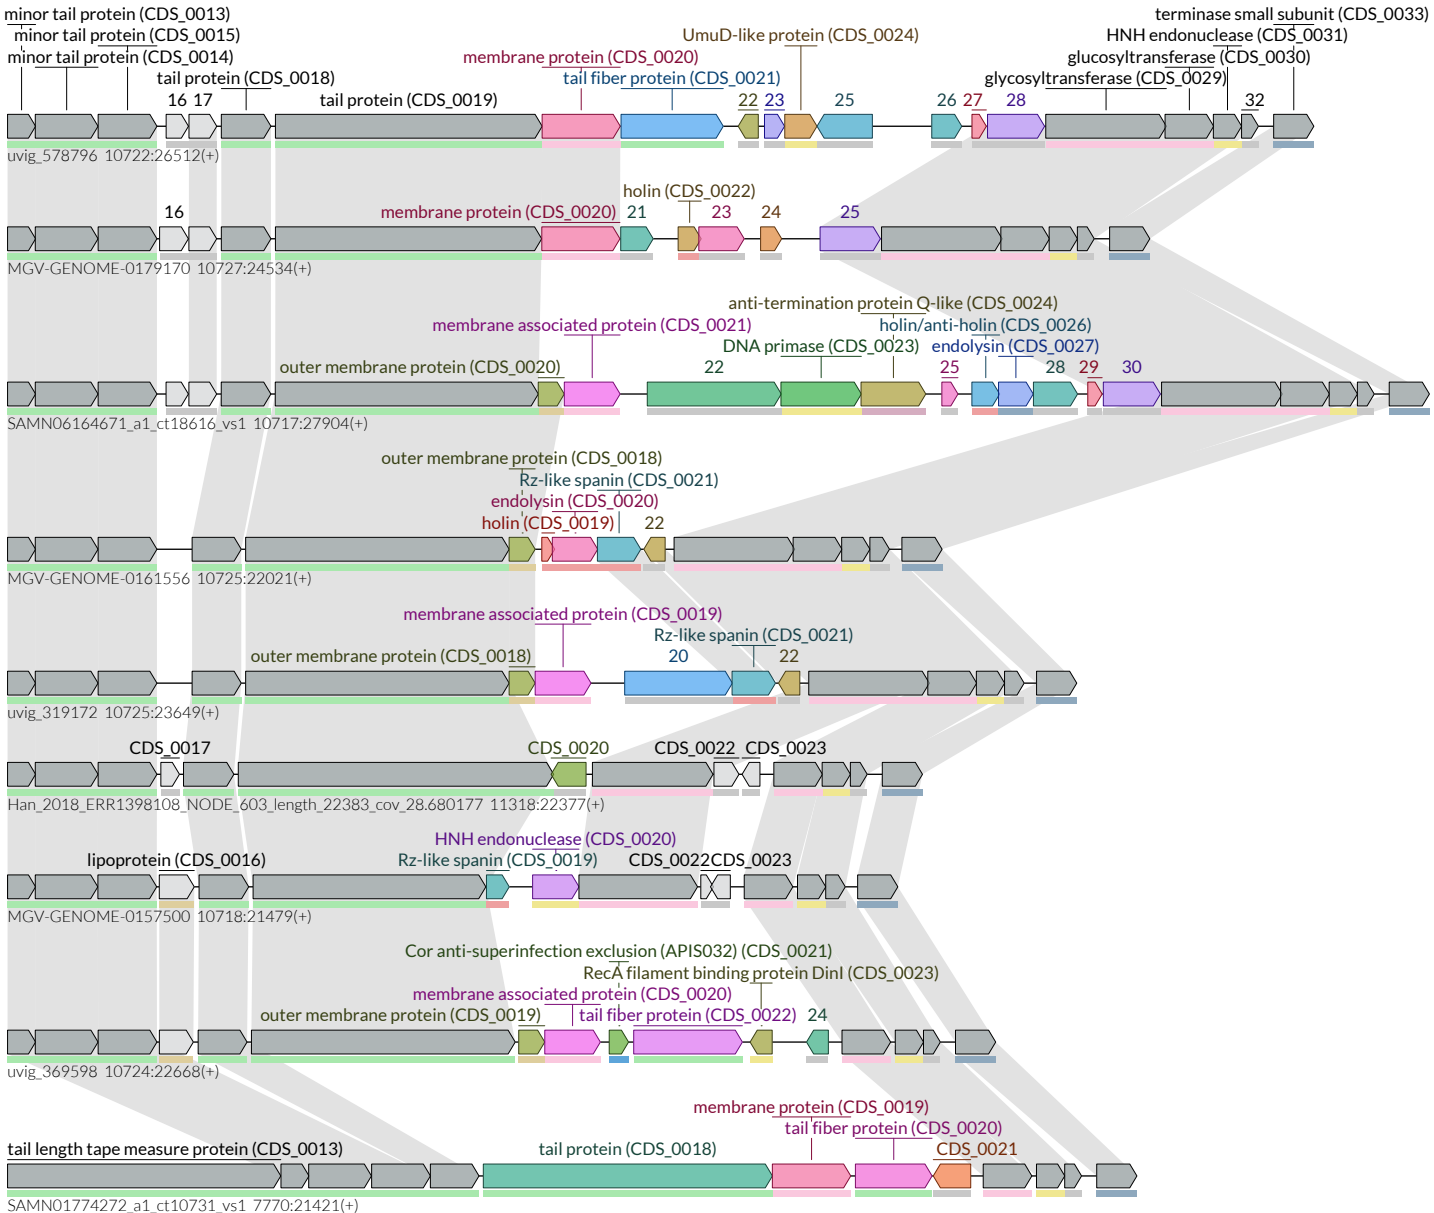 minor tail protein (CDS_0013)
terminase small subunit (CDS_0033)
minor tail protein (CDS_0015)
UmuD-like protein (CDS_0024)
HNH endonuclease (CDS_0031)
minor tail protein (CDS_0014)
membrane protein (CDS_0020)
glucosyltransferase (CDS_0030)
tail protein (CDS_0018)
tail fiber protein (CDS_0021)
glycosyltransferase (CDS_0029)
16 17 tail protein (CDS_0019) 22 23 25 26 27 28 32
uvig_578796 10722:26512(+)
holin (CDS_0022)
16 membrane protein (CDS_0020) 21 23 24 25
MGV-GENOME-0179170 10727:24534(+)
anti-termination protein Q-like (CDS_0024)
membrane associated protein (CDS_0021)
holin/anti-holin (CDS_0026)
DNA primase (CDS_0023)
endolysin (CDS_0027)
outer membrane protein (CDS_0020) 22 25 28 29 30
SAMN06164671_a1_ct18616_vs1 10717:27904(+)
outer membrane protein (CDS_0018)
Rz-like spanin (CDS_0021)
endolysin (CDS_0020)
holin (CDS_0019) 22
MGV-GENOME-0161556 10725:22021(+)
membrane associated protein (CDS_0019)
Rz-like spanin (CDS_0021)
outer membrane protein (CDS_0018) 20 22
uvig_319172 10725:23649(+)
CDS_0017 CDS_0020 CDS_0022 CDS_0023
Han_2018_ERR1398108_NODE_603_length_22383_cov_28.680177 11318:22377(+)
HNH endonuclease (CDS_0020)
lipoprotein (CDS_0016) Rz-like spanin (CDS_0019) CDS_0022 CDS_0023
MGV-GENOME-0157500 10718:21479(+)
Cor anti-superinfection exclusion (APIS032) (CDS_0021)
RecA filament binding protein DinI (CDS_0023)
membrane associated protein (CDS_0020)
outer membrane protein (CDS_0019) tail fiber protein (CDS_0022) 24
uvig_369598 10724:22668(+)
membrane protein (CDS_0019)
tail fiber protein (CDS_0020)
tail length tape measure protein (CDS_0013) tail protein (CDS_0018) CDS_0021
SAMN01774272_a1_ct10731_vs1 7770:21421(+)